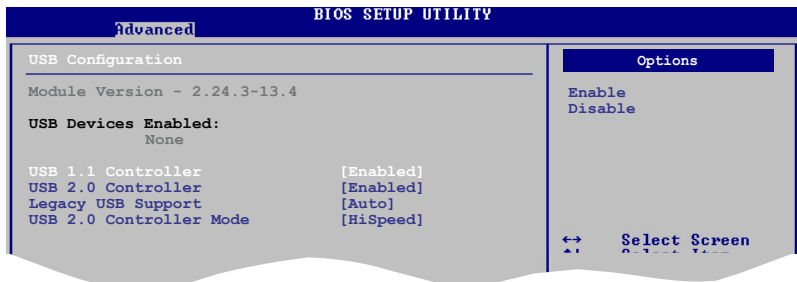 BIOS SETUP UTILITY
Advanced
USB Configuration
Module Version - 2.24.3-13.4
USB Devices Enabled:
None
USB 1.1 Controller [Enabled]
USB 2.0 Controller [Enabled]
Legacy USB Support [Auto]
USB 2.0 Controller Mode [HiSpeed]
Options
Enable
Disable
←→ Select Screen